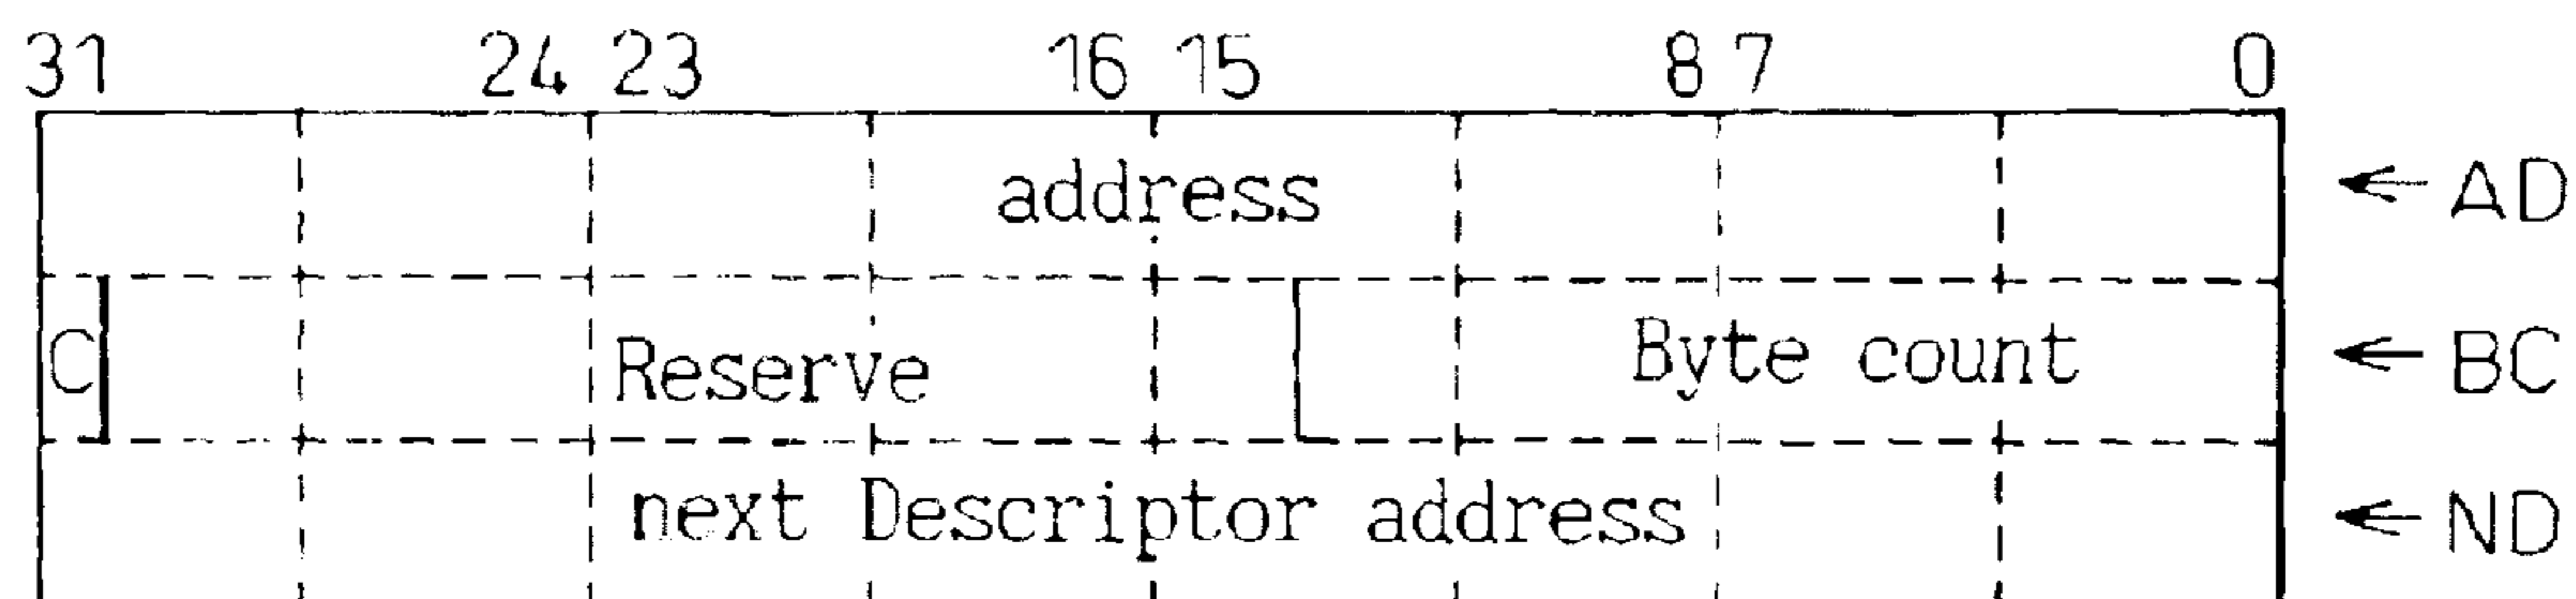 31 24 23 16 15 8 7 0
address ← AD
C Reserve Byte count ← BC
next Descriptor address ← ND